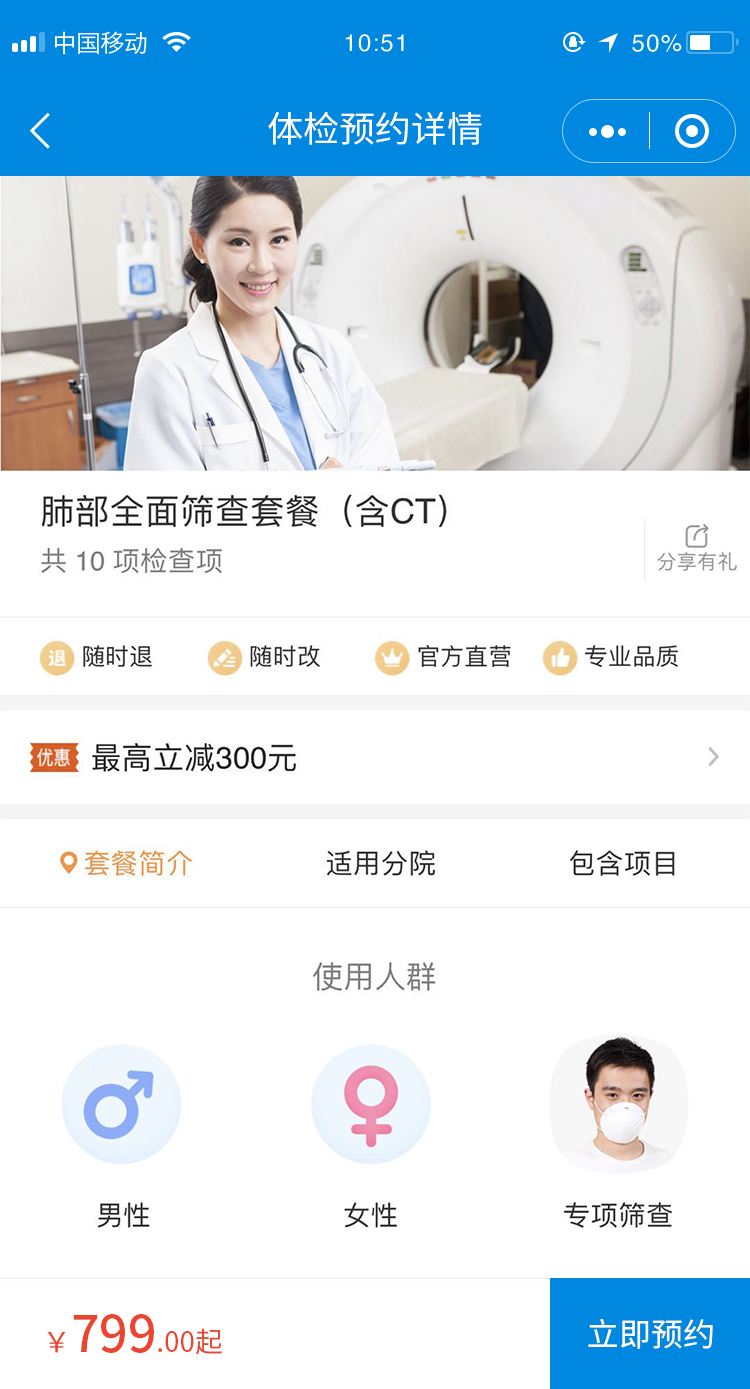 中国移动 10:51 50%
体检预约详情
肺部全面筛查套餐（含CT）
共 10 项检查项
分享有礼
退 随时退 随时改 官方直营 专业品质
优惠 最高立减300元
套餐简介 适用分院 包含项目
使用人群
男性 女性 专项筛查
¥ 799.00起 立即预约